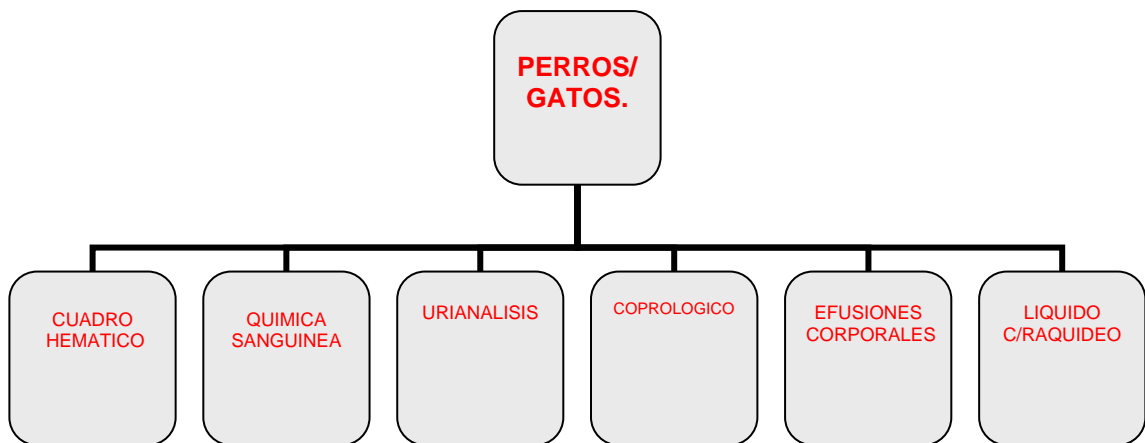 PERROS/
GATOS.
CUADRO
HEMATICO
QUIMICA
SANGUINEA
URIANALISIS
COPROLOGICO
EFUSIONES
CORPORALES
LIQUIDO
C/RAQUIDEO